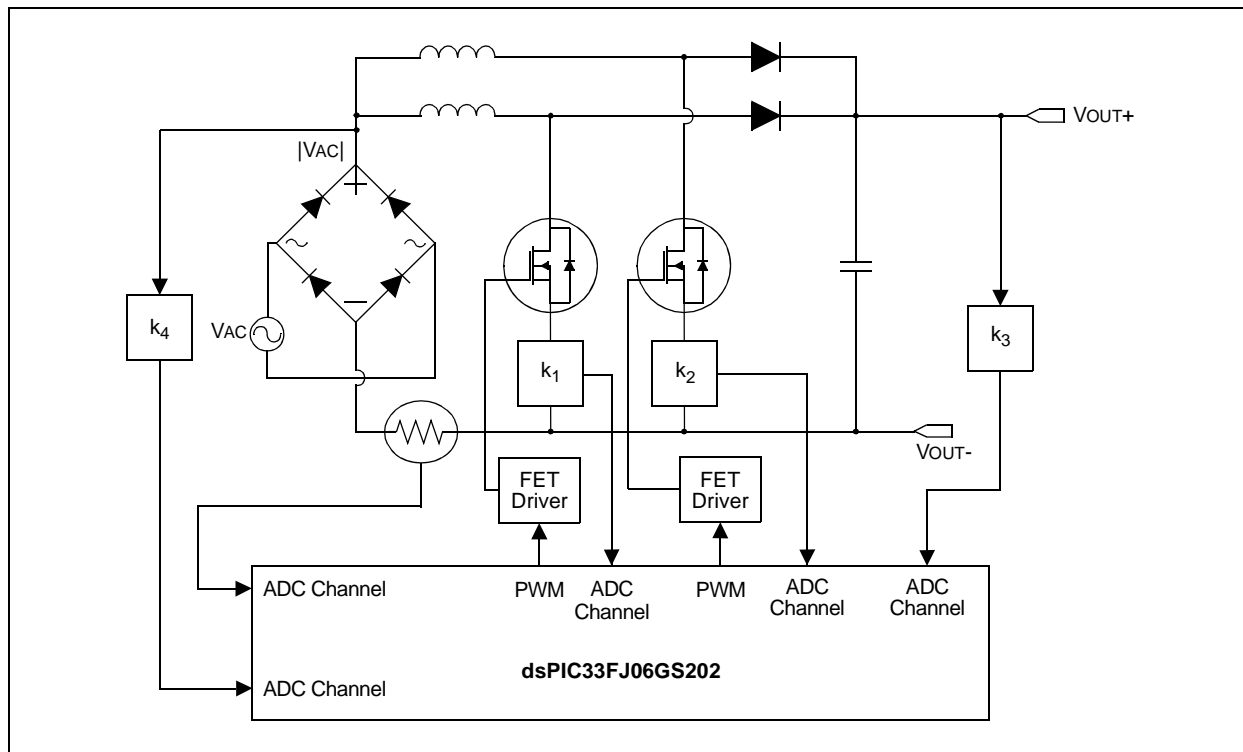 |VAC|
VOUT+
k4
VAC
k1
k2
k3
VOUT-
FET
Driver
FET
Driver
ADC Channel
PWM
ADC
Channel
PWM
ADC
Channel
ADC
Channel
dsPIC33FJ06GS202
ADC Channel